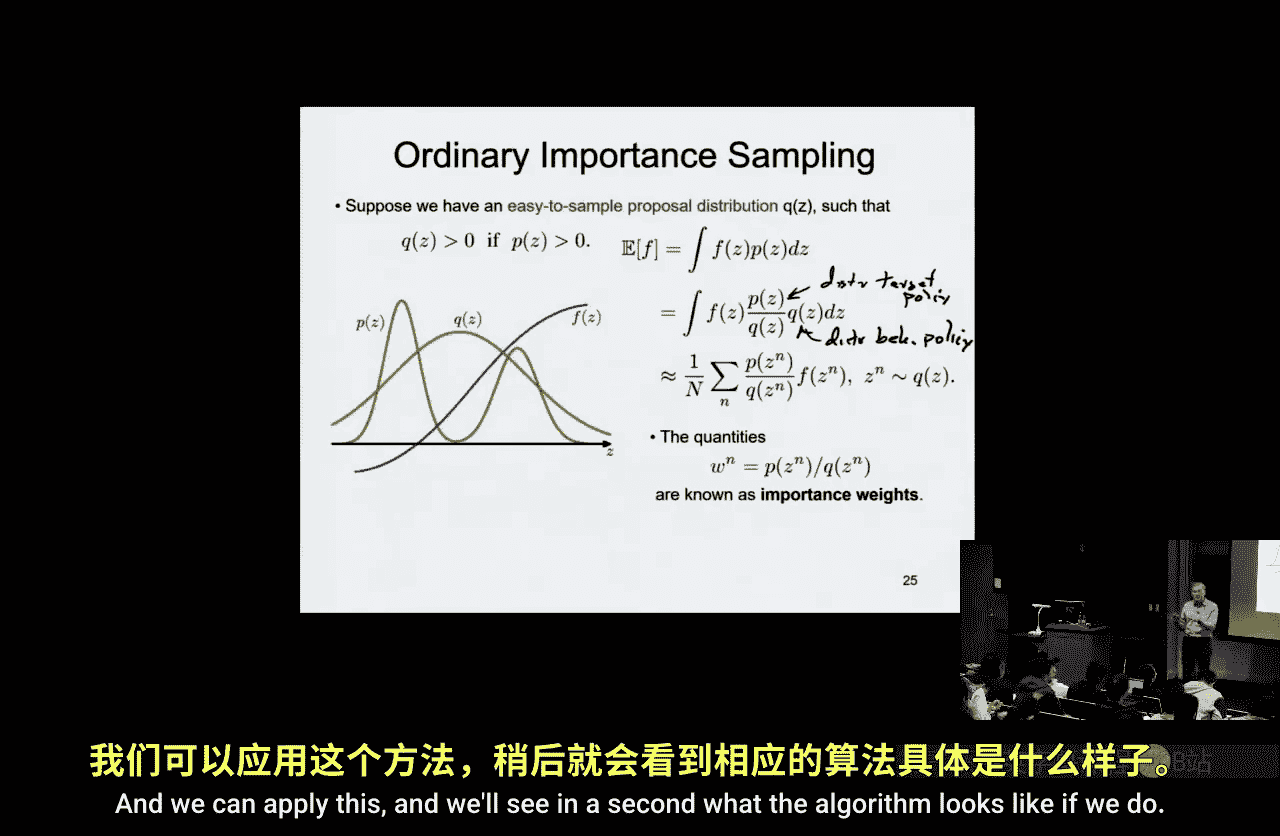 Ordinary Importance Sampling
• Suppose we have an easy-to-sample proposal distribution q(z), such that
q(z) > 0 if p(z) > 0.
𝔼[f] = ∫ f(z)p(z)dz
= ∫ f(z) p(z)/q(z) q(z)dz
distr target policy
distr beh. policy
≈ 1/N ∑_n p(z^n)/q(z^n) f(z^n), z^n ∼ q(z).
p(z)
q(z)
f(z)
z
• The quantities
w^n = p(z^n)/q(z^n)
are known as importance weights.
25
我们可以应用这个方法，稍后就会看到相应的算法具体是什么样子。
B站
And we can apply this, and we'll see in a second what the algorithm looks like if we do.